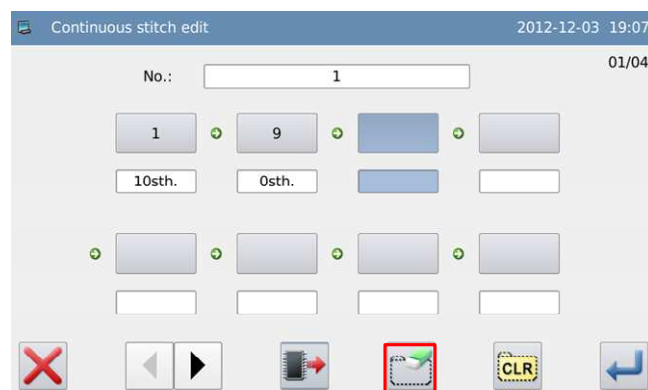 Continuous stitch edit 2012-12-03 19:07
01/04
No.: 1
1 9
10sth. 0sth.
CLR